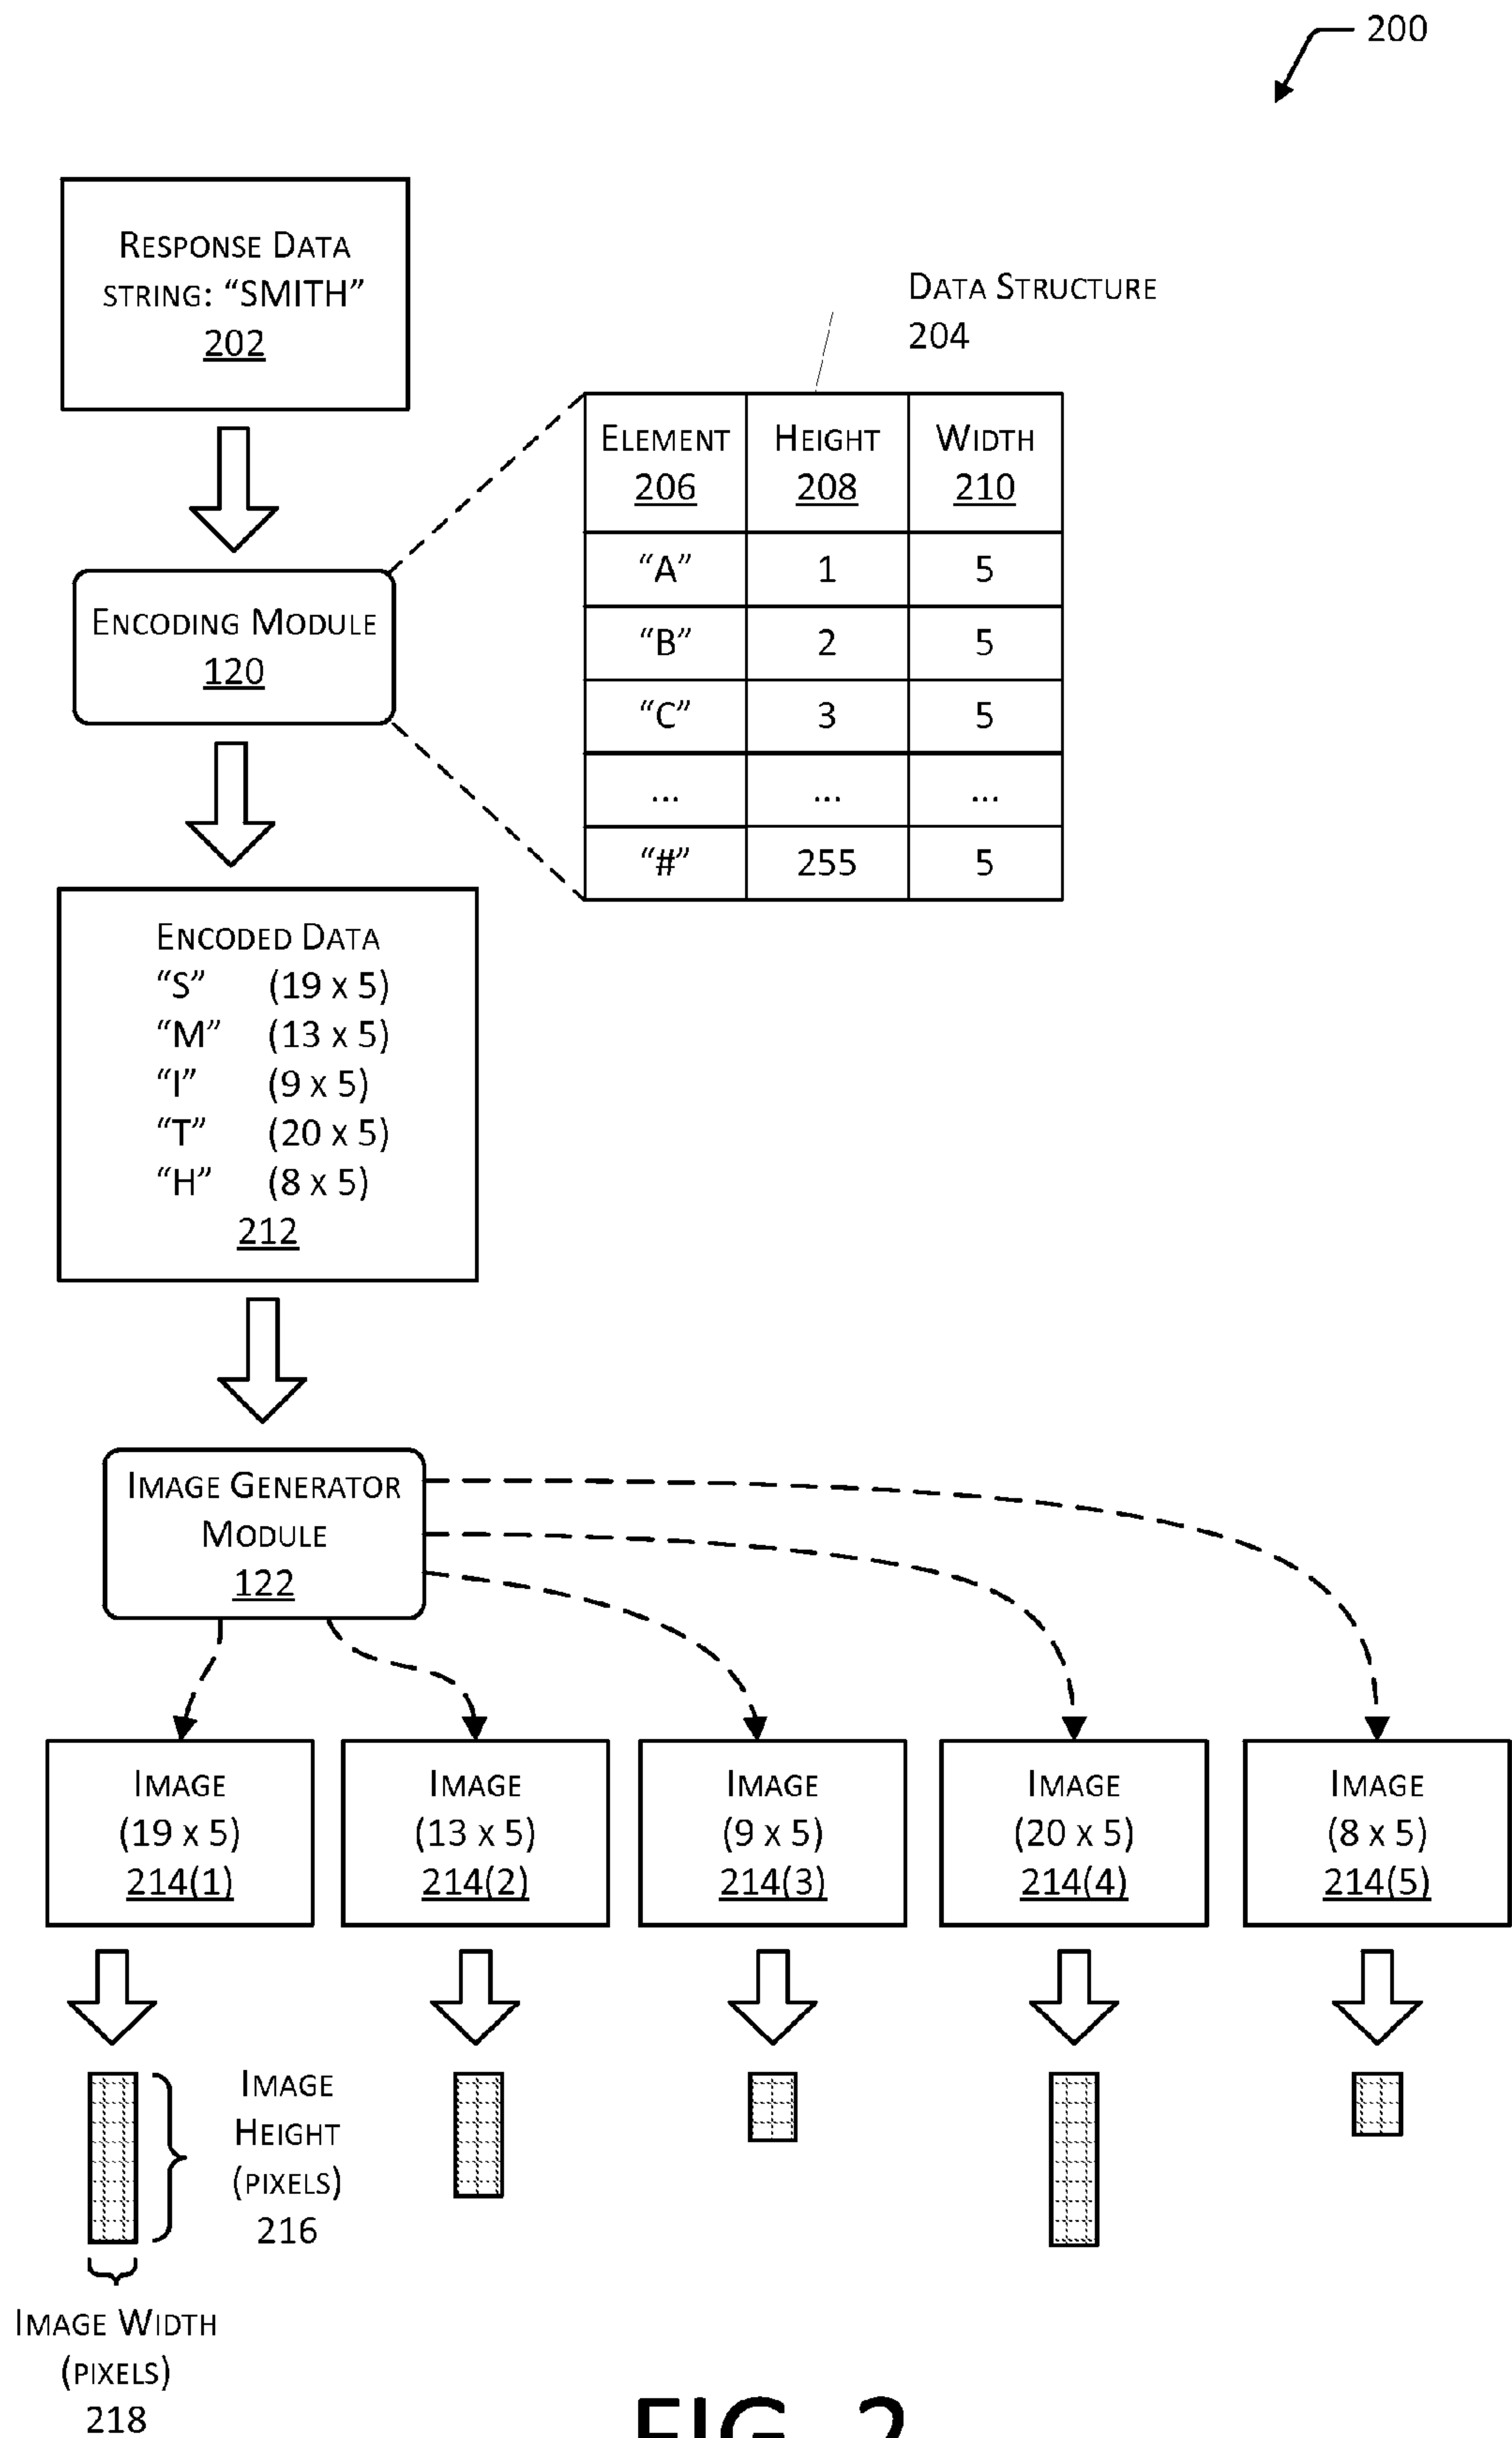 200
RESPONSE DATA
STRING: “SMITH”
202
DATA STRUCTURE
204
ELEMENT HEIGHT WIDTH
206 208 210
“A” 1 5
“B” 2 5
“C” 3 5
... ... ...
“#” 255 5
ENCODING MODULE
120
ENCODED DATA
“S” (19 x 5)
“M” (13 x 5)
“I” (9 x 5)
“T” (20 x 5)
“H” (8 x 5)
212
IMAGE GENERATOR
MODULE
122
IMAGE
(19 x 5)
214(1)
IMAGE
(13 x 5)
214(2)
IMAGE
(9 x 5)
214(3)
IMAGE
(20 x 5)
214(4)
IMAGE
(8 x 5)
214(5)
IMAGE
HEIGHT
(PIXELS)
216
IMAGE WIDTH
(PIXELS)
218
FIG. 2